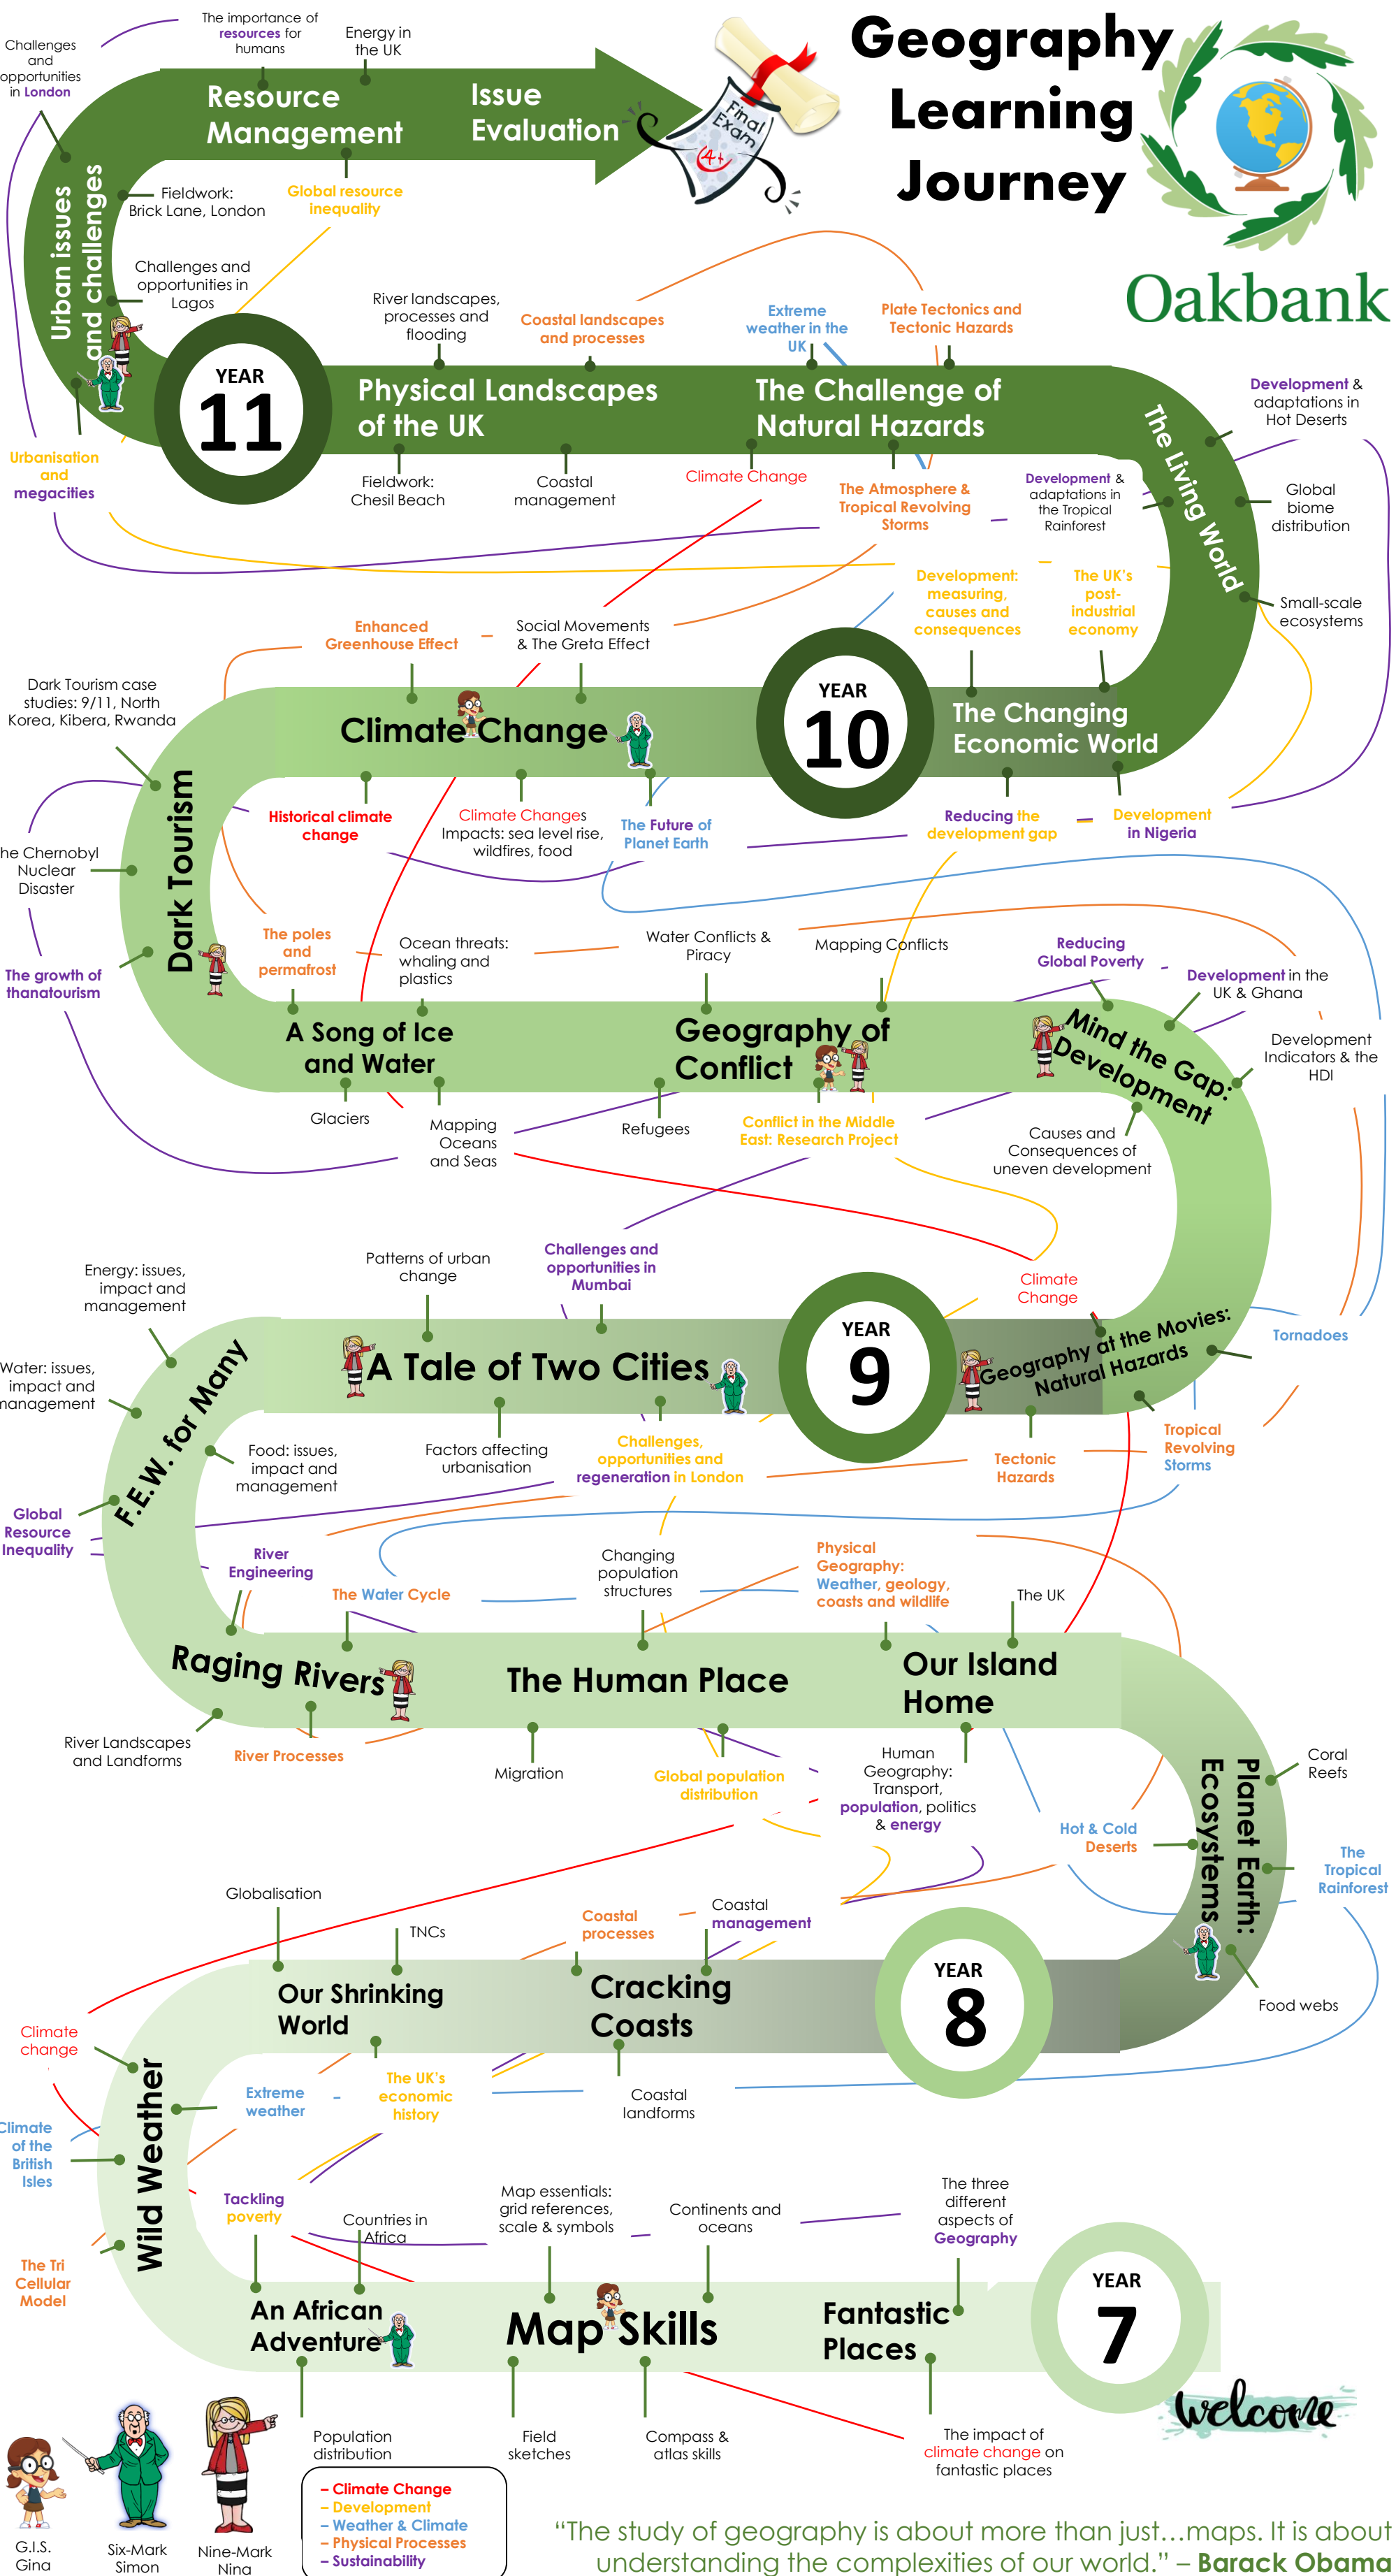 Geography
Learning
Journey
Oakbank
The importance of
resources for
humans
Energy in
the UK
Challenges
and
opportunities
in London
Resource
Management
Issue
Evaluation
Final
Exam
A+
Urban issues
and challenges
Fieldwork:
Brick Lane, London
Global resource
inequality
Challenges and
opportunities in
Lagos
Urbanisation
and
megacities
YEAR
11
River landscapes,
processes and
flooding
Coastal landscapes
and processes
Extreme
weather in the
UK
Plate Tectonics and
Tectonic Hazards
Physical Landscapes
of the UK
The Challenge of
Natural Hazards
Fieldwork:
Chesil Beach
Coastal
management
Climate Change
The Atmosphere &
Tropical Revolving
Storms
Development &
adaptations in
the Tropical
Rainforest
The Living World
Development &
adaptations in
Hot Deserts
Global
biome
distribution
Small-scale
ecosystems
Development:
measuring,
causes and
consequences
The UK's
post-
industrial
economy
Enhanced
Greenhouse Effect
Social Movements
& The Greta Effect
YEAR
10
The Changing
Economic World
Climate Change
Dark Tourism case
studies: 9/11, North
Korea, Kibera, Rwanda
Historical climate
change
Climate Changes
Impacts: sea level rise,
wildfires, food
The Future of
Planet Earth
Reducing the
development gap
Development
in Nigeria
Dark Tourism
he Chernobyl
Nuclear
Disaster
The growth of
thanatourism
The poles
and
permafrost
Ocean threats:
whaling and
plastics
Water Conflicts &
Piracy
Mapping Conflicts
Reducing
Global Poverty
Development in the
UK & Ghana
Development
Indicators & the
HDI
A Song of Ice
and Water
Geography of
Conflict
Mind the Gap:
Development
Glaciers
Mapping
Oceans
and Seas
Refugees
Conflict in the Middle
East: Research Project
Causes and
Consequences of
uneven development
Energy: issues,
impact and
management
Patterns of urban
change
Challenges and
opportunities in
Mumbai
Climate
Change
YEAR
9
Geography at the Movies:
Natural Hazards
Tornadoes
A Tale of Two Cities
Water: issues,
impact and
management
F.E.W. for Many
Food: issues,
impact and
management
Factors affecting
urbanisation
Challenges,
opportunities and
regeneration in London
Tectonic
Hazards
Tropical
Revolving
Storms
Global
Resource
Inequality
River
Engineering
The Water Cycle
Changing
population
structures
Physical
Geography:
Weather, geology,
coasts and wildlife
The UK
Raging Rivers
The Human Place
Our Island
Home
River Landscapes
and Landforms
River Processes
Migration
Global population
distribution
Human
Geography:
Transport,
population, politics
& energy
Hot & Cold
Deserts
Planet Earth:
Ecosystems
Coral
Reefs
The
Tropical
Rainforest
Food webs
Globalisation
TNCs
Coastal
processes
Coastal
management
Our Shrinking
World
Cracking
Coasts
YEAR
8
Climate
change
Wild Weather
Extreme
weather
The UK's
economic
history
Coastal
landforms
Climate
of the
British
Isles
The Tri
Cellular
Model
Tackling
poverty
Countries in
Africa
Map essentials:
grid references,
scale & symbols
Continents and
oceans
The three
different
aspects of
Geography
An African
Adventure
Map Skills
Fantastic
Places
YEAR
7
welcome
Population
distribution
Field
sketches
Compass &
atlas skills
The impact of
climate change on
fantastic places
G.I.S.
Gina
Six-Mark
Simon
Nine-Mark
Nina
– Climate Change
– Development
– Weather & Climate
– Physical Processes
– Sustainability
“The study of geography is about more than just…maps. It is about
understanding the complexities of our world.” – Barack Obama